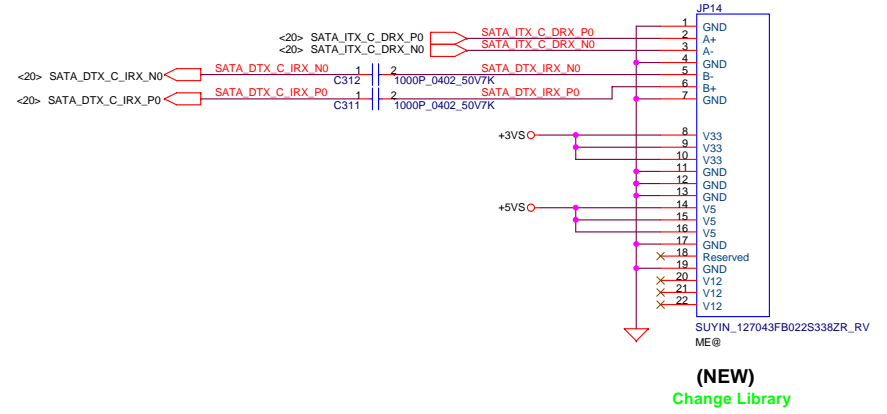 JP14
1 GND
<20> SATA_ITX_C_DRX_P0 SATA_ITX_C_DRX_P0 2 A+
<20> SATA_ITX_C_DRX_N0 SATA_ITX_C_DRX_N0 3 A-
4 GND
<20> SATA_DTX_C_IRX_N0 SATA_DTX_C_IRX_N0 1 2 SATA_DTX_IRX_N0 5 B-
C312 1000P_0402_50V7K
6 B+
<20> SATA_DTX_C_IRX_P0 SATA_DTX_C_IRX_P0 1 2 SATA_DTX_IRX_P0 7 GND
C311 1000P_0402_50V7K
+3VS 8 V33
9 V33
10 V33
11 GND
12 GND
13 GND
+5VS 14 V5
15 V5
16 V5
17 GND
18 Reserved
19 GND
20 V12
21 V12
22 V12
SUYIN_127043FB022S338ZR_RV
ME@
(NEW)
Change Library